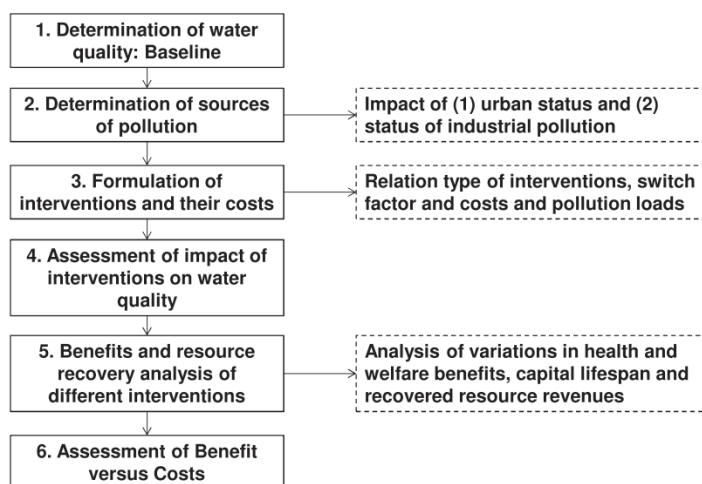 1. Determination of water
quality: Baseline
2. Determination of sources
of pollution
Impact of (1) urban status and (2)
status of industrial pollution
3. Formulation of
interventions and their costs
Relation type of interventions, switch
factor and costs and pollution loads
4. Assessment of impact of
interventions on water
quality
5. Benefits and resource
recovery analysis of
different interventions
Analysis of variations in health and
welfare benefits, capital lifespan and
recovered resource revenues
6. Assessment of Benefit
versus Costs